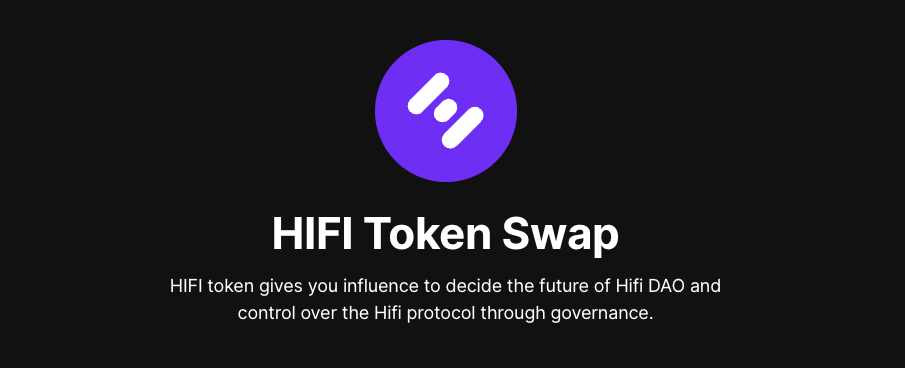 HIFI Token Swap
HIFI token gives you influence to decide the future of Hifi DAO and
control over the Hifi protocol through governance.